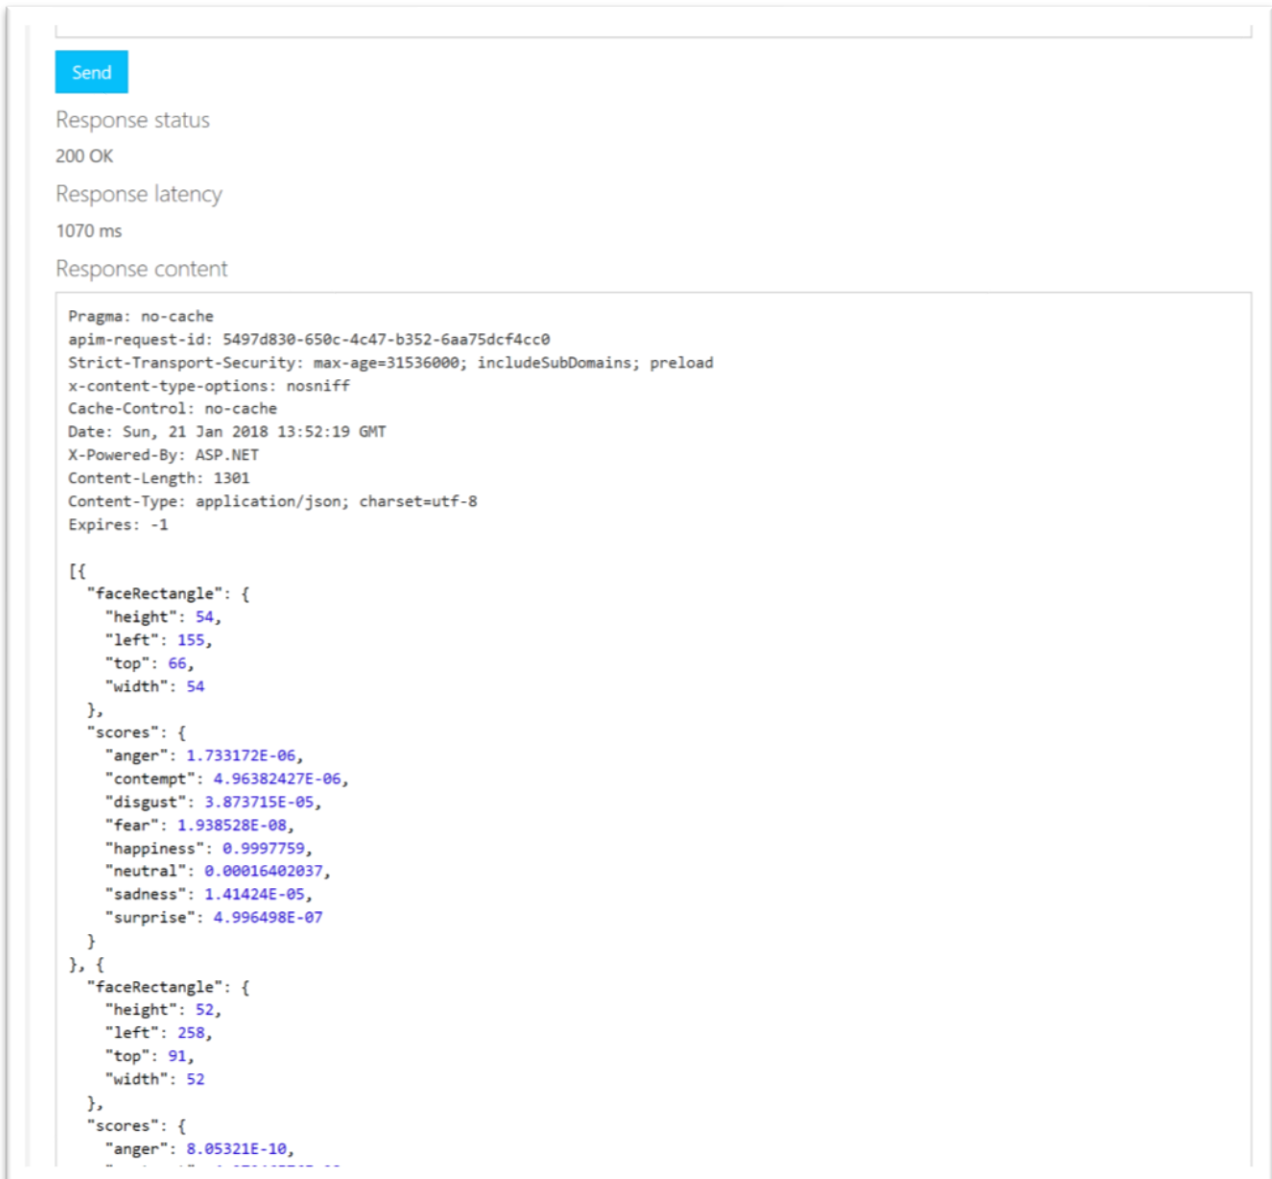 Send
Response status
200 OK
Response latency
1070 ms
Response content
Pragma: no-cache
apim-request-id: 5497d830-650c-4c47-b352-6aa75dcf4cc0
Strict-Transport-Security: max-age=31536000; includeSubDomains; preload
x-content-type-options: nosniff
Cache-Control: no-cache
Date: Sun, 21 Jan 2018 13:52:19 GMT
X-Powered-By: ASP.NET
Content-Length: 1301
Content-Type: application/json; charset=utf-8
Expires: -1
[{
"faceRectangle": {
"height": 54,
"left": 155,
"top": 66,
"width": 54
},
"scores": {
"anger": 1.733172E-06,
"contempt": 4.96382427E-06,
"disgust": 3.873715E-05,
"fear": 1.938528E-08,
"happiness": 0.9997759,
"neutral": 0.00016402037,
"sadness": 1.41424E-05,
"surprise": 4.996498E-07
}
}, {
"faceRectangle": {
"height": 52,
"left": 258,
"top": 91,
"width": 52
},
"scores": {
"anger": 8.05321E-10,